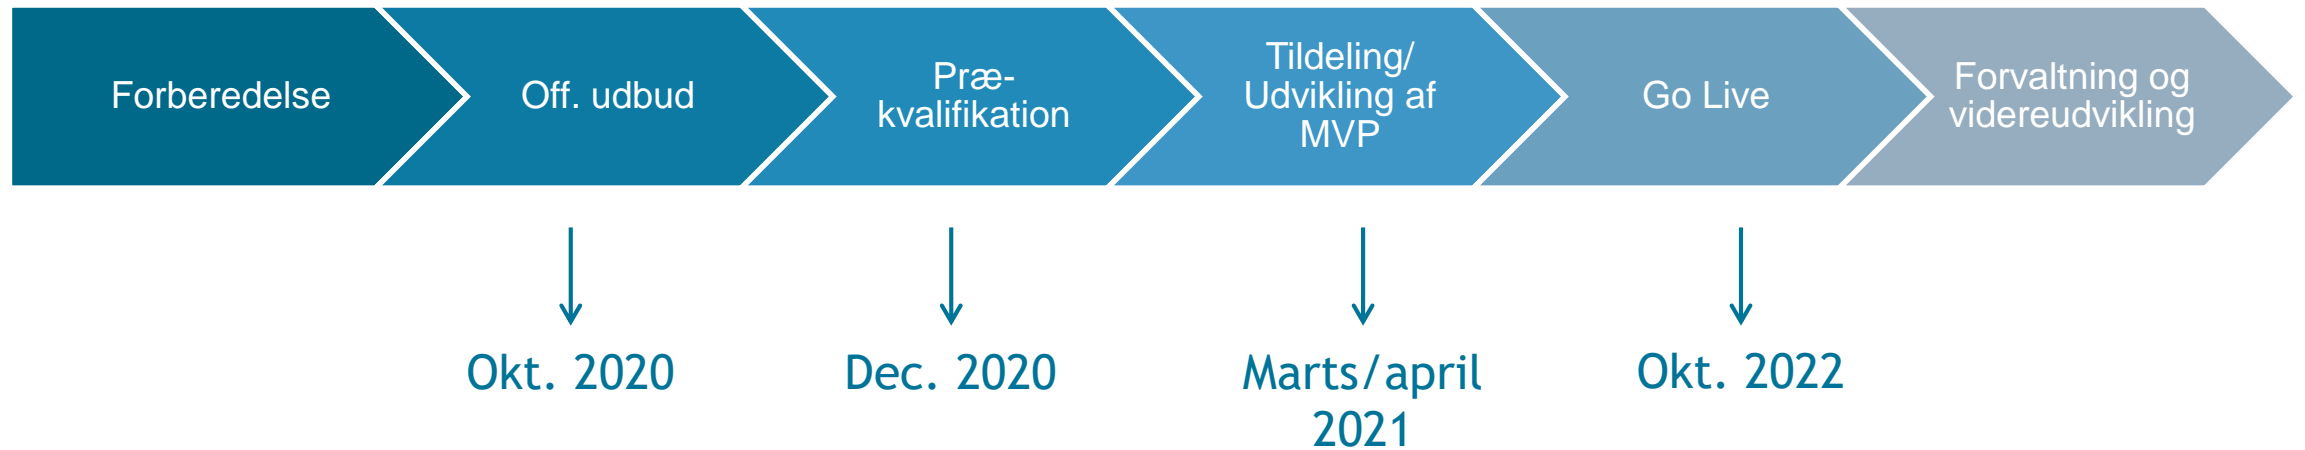 Forberedelse
Off. udbud
Præ-
kvalifikation
Tildeling/
Udvikling af
MVP
Go Live
Forvaltning og
videreudvikling
Okt. 2020
Dec. 2020
Marts/april
2021
Okt. 2022